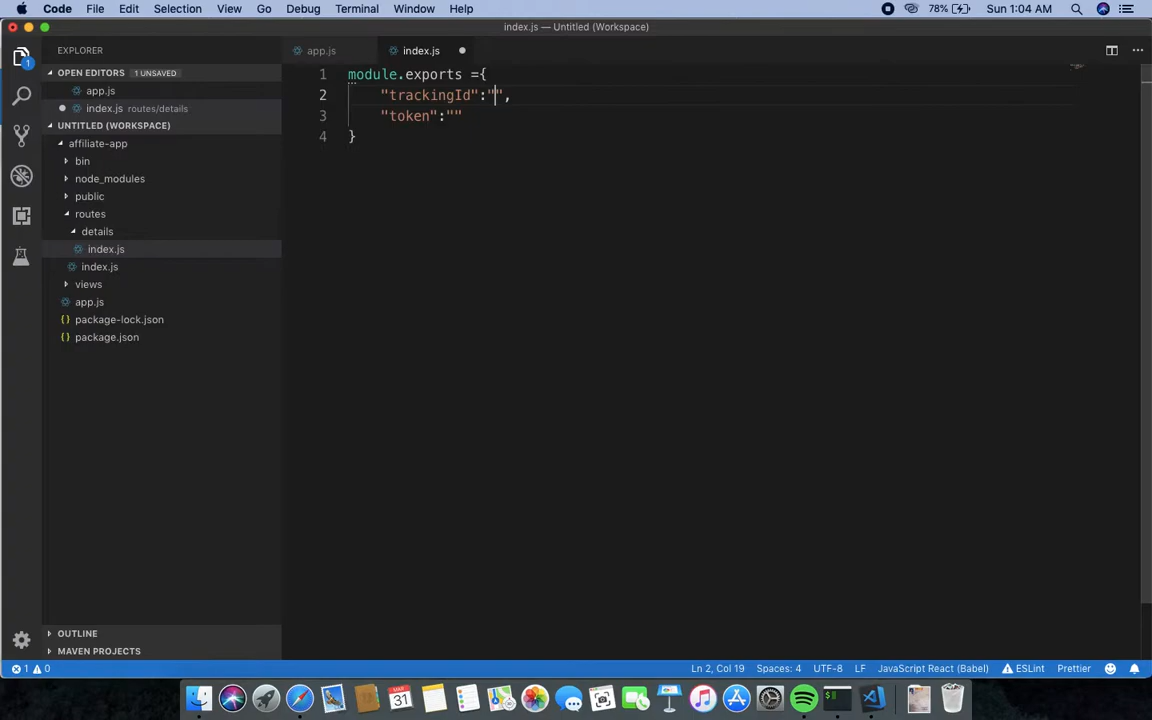 Code File Edit Selection View Go Debug Terminal Window Help 78% Sun 1:04 AM
index.js — Untitled (Workspace)
EXPLORER
app.js
index.js
OPEN EDITORS 1 UNSAVED
app.js
index.js routes/details
UNTITLED (WORKSPACE)
affiliate-app
bin
node_modules
public
routes
details
index.js
index.js
views
app.js
{} package-lock.json
{} package.json
OUTLINE
MAVEN PROJECTS
1 module.exports ={
2 "trackingId":"",
3 "token":""
4 }
1
1 0 Ln 2, Col 19 Spaces: 4 UTF-8 LF JavaScript React (Babel) ESLint Prettier
MAR
31